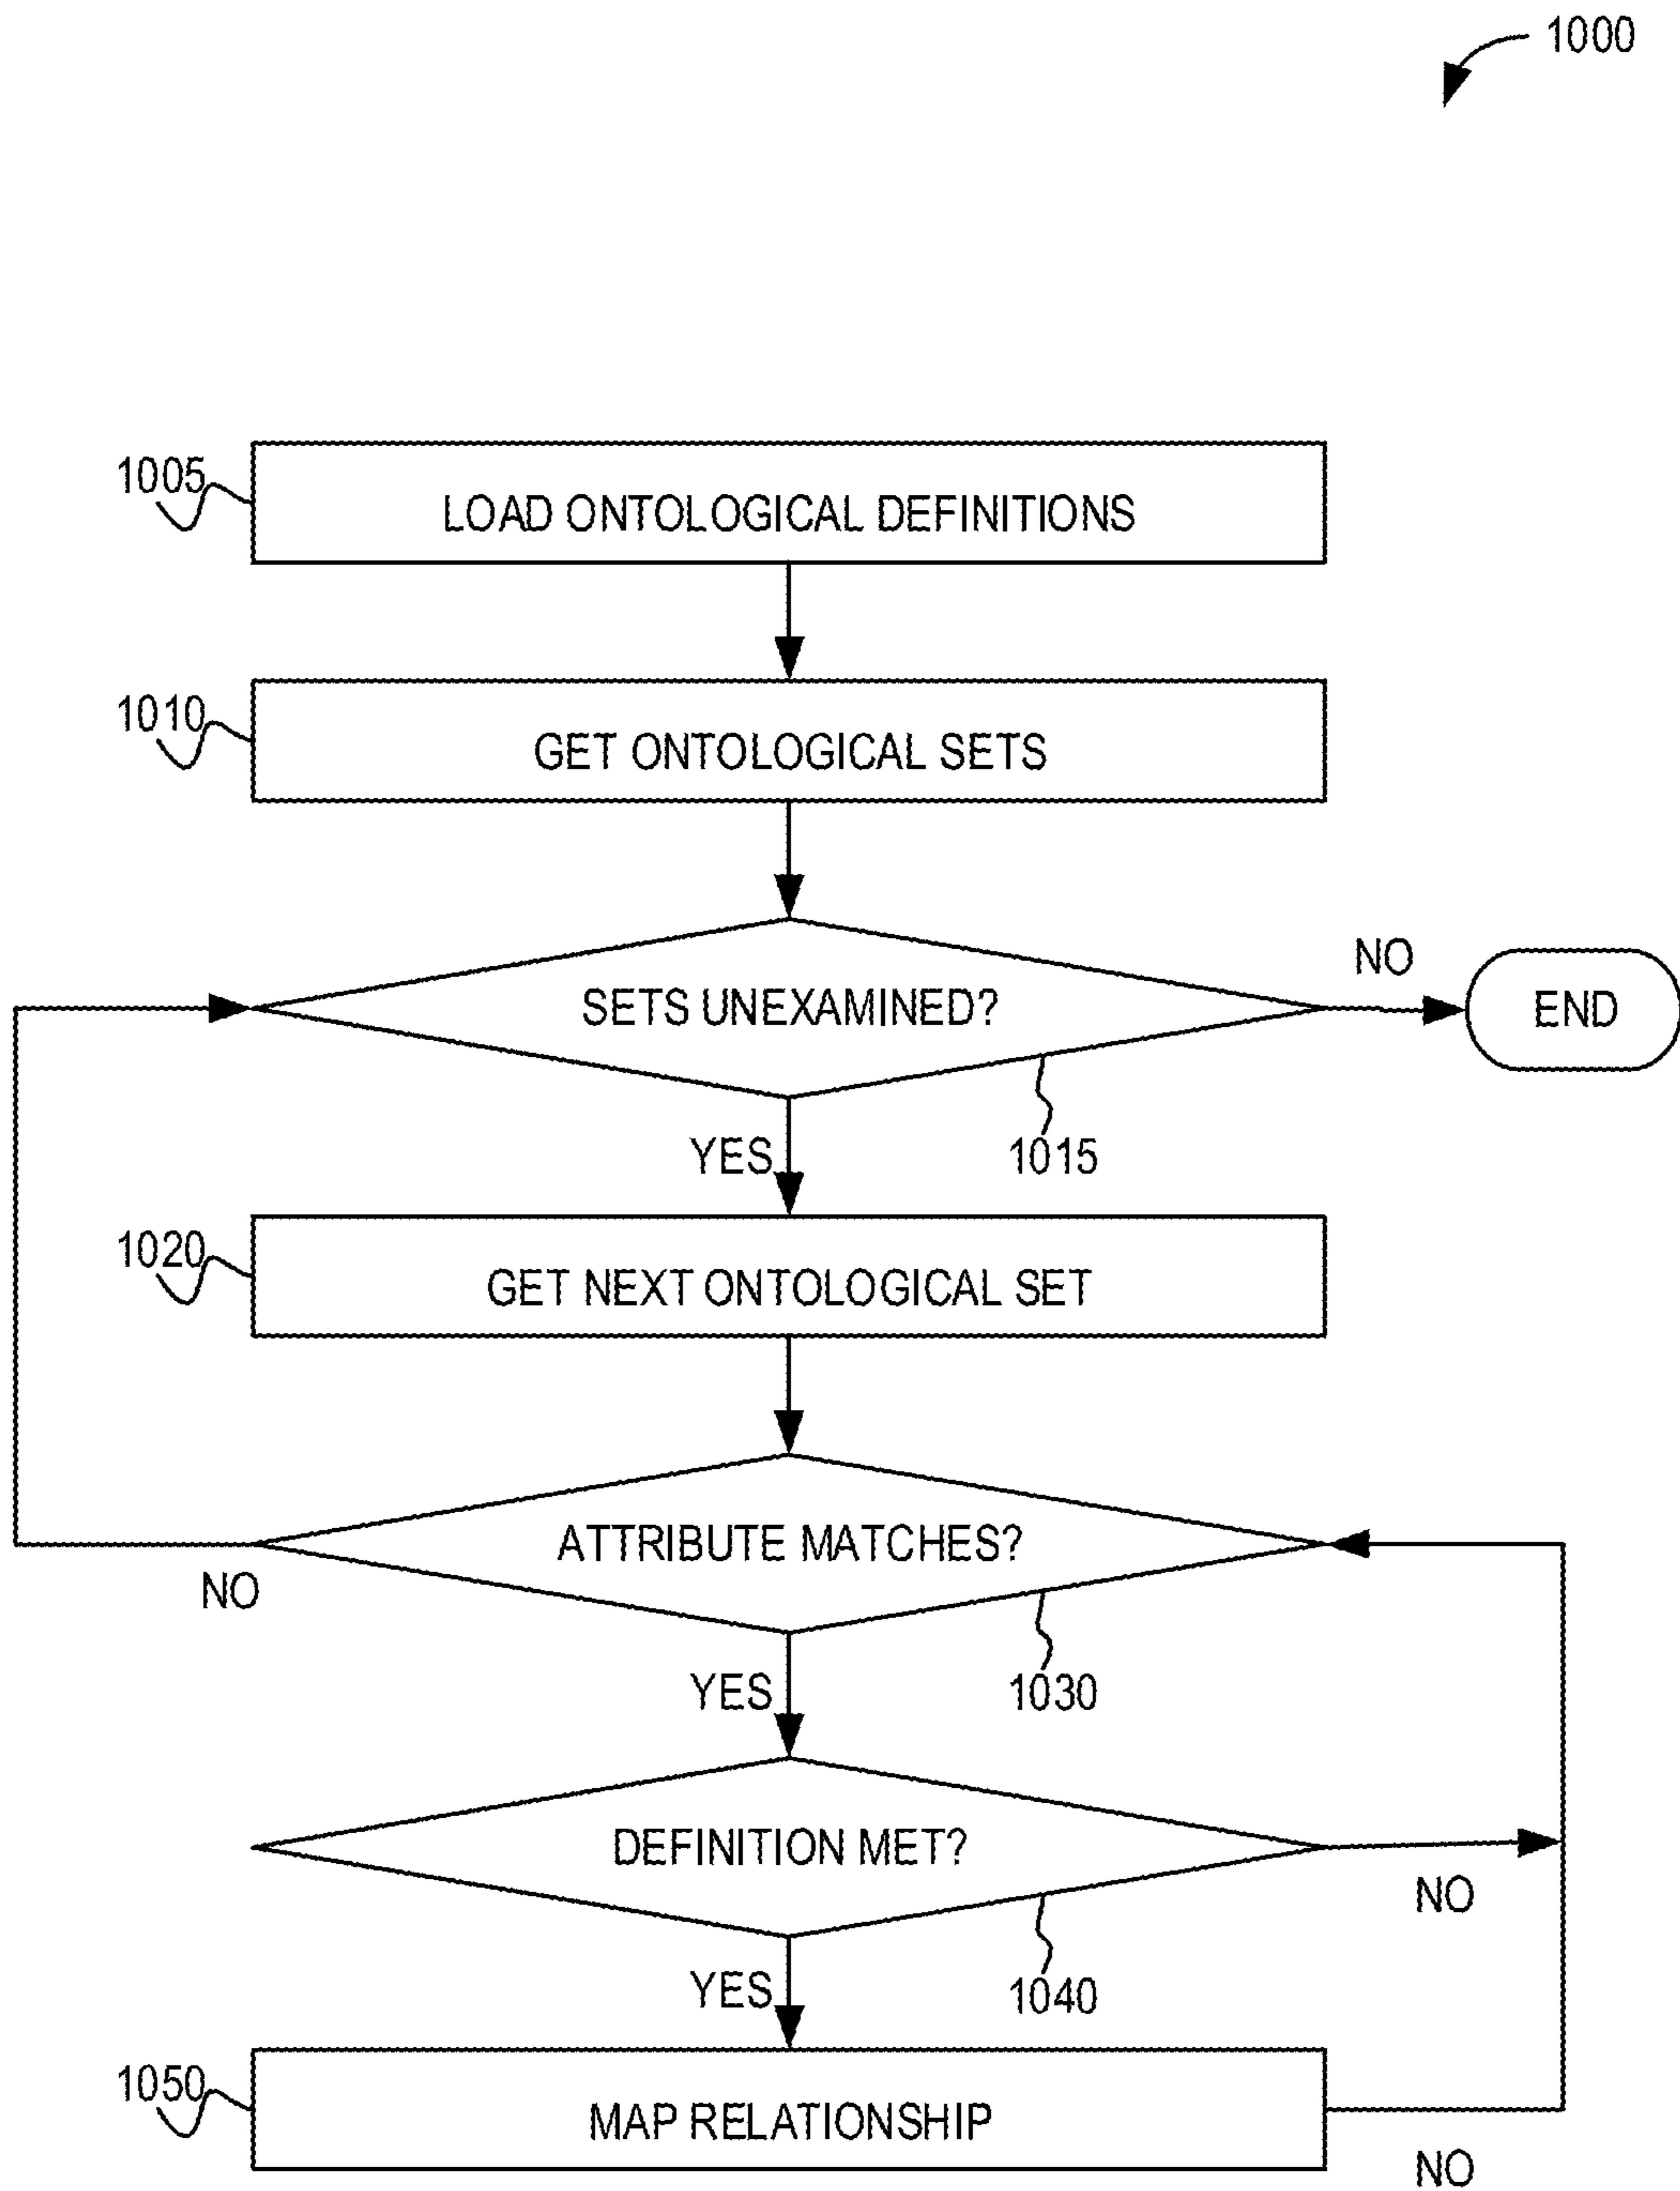 1000
1005
LOAD ONTOLOGICAL DEFINITIONS
1010
GET ONTOLOGICAL SETS
SETS UNEXAMINED?
NO
END
YES
1015
1020
GET NEXT ONTOLOGICAL SET
ATTRIBUTE MATCHES?
NO
YES
1030
DEFINITION MET?
NO
YES
1040
1050
MAP RELATIONSHIP
NO